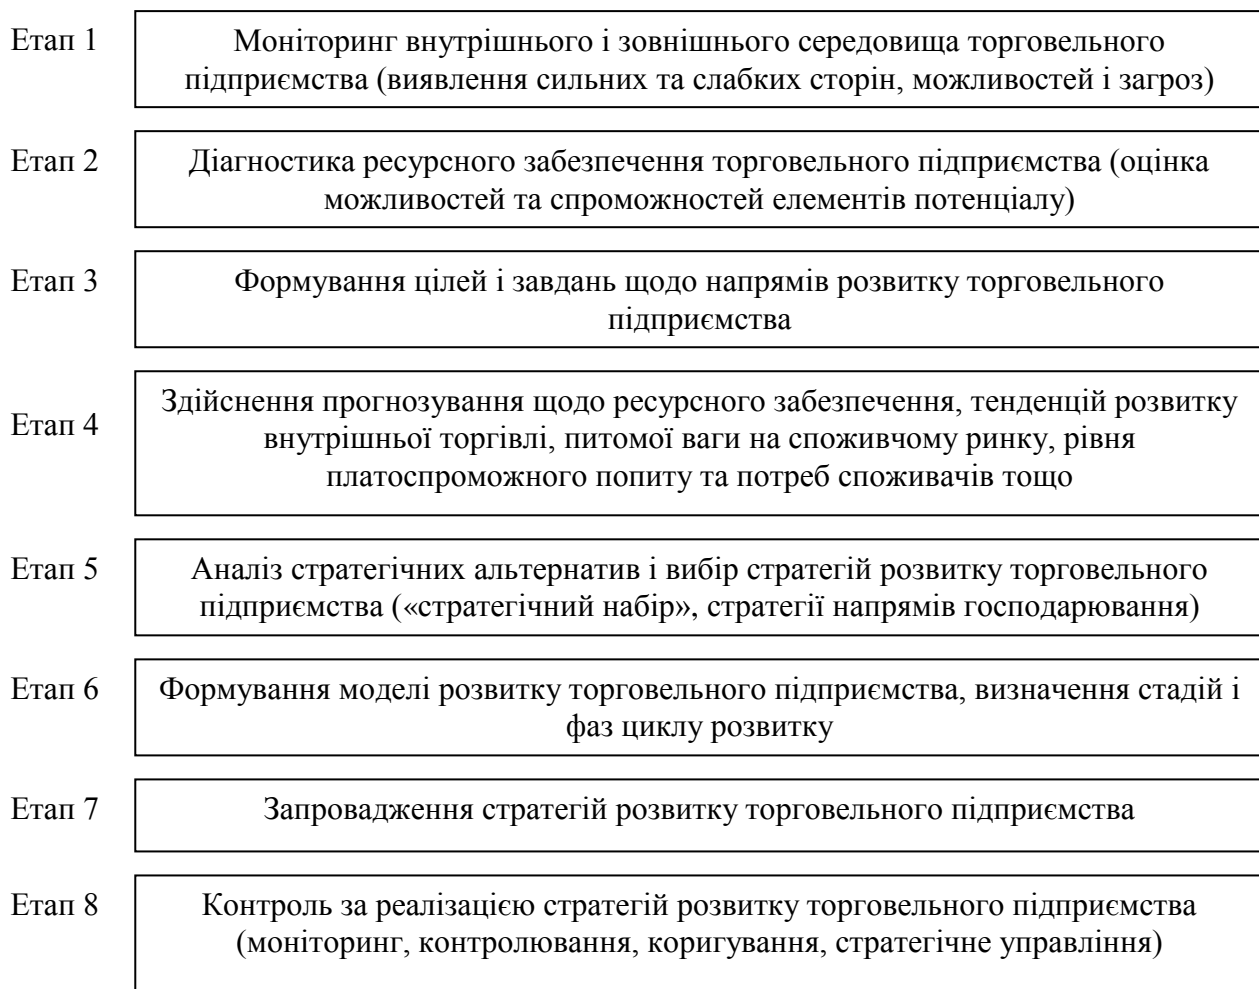 Етап 1
Моніторинг внутрішнього і зовнішнього середовища торговельного
підприємства (виявлення сильних та слабких сторін, можливостей і загроз)
Етап 2
Діагностика ресурсного забезпечення торговельного підприємства (оцінка
можливостей та спроможностей елементів потенціалу)
Етап 3
Формування цілей і завдань щодо напрямів розвитку торговельного
підприємства
Етап 4
Здійснення прогнозування щодо ресурсного забезпечення, тенденцій розвитку
внутрішньої торгівлі, питомої ваги на споживчому ринку, рівня
платоспроможного попиту та потреб споживачів тощо
Етап 5
Аналіз стратегічних альтернатив і вибір стратегій розвитку торговельного
підприємства («стратегічний набір», стратегії напрямів господарювання)
Етап 6
Формування моделі розвитку торговельного підприємства, визначення стадій і
фаз циклу розвитку
Етап 7
Запровадження стратегій розвитку торговельного підприємства
Етап 8
Контроль за реалізацією стратегій розвитку торговельного підприємства
(моніторинг, контролювання, коригування, стратегічне управління)